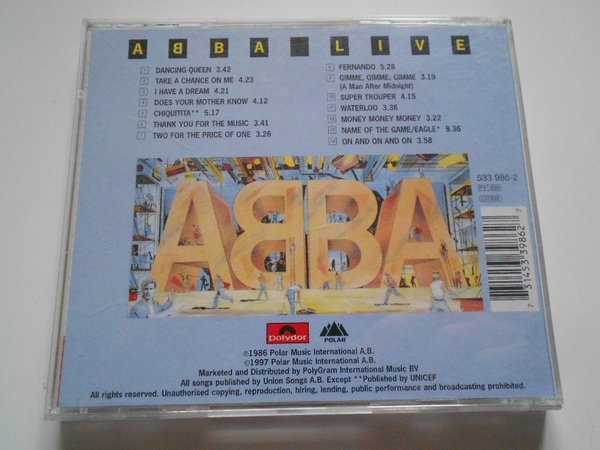 ABBA LIVE
1 DANCING QUEEN 3.42
2 TAKE A CHANCE ON ME 4.23
3 I HAVE A DREAM 4.21
4 DOES YOUR MOTHER KNOW 4.12
5 CHIQUITITA** 5.17
6 THANK YOU FOR THE MUSIC 3.41
7 TWO FOR THE PRICE OF ONE 3.26
8 FERNANDO 5.28
9 GIMME, GIMME, GIMME 3.19
(A Man After Midnight)
10 SUPER TROUPER 4.15
11 WATERLOO 3.36
12 MONEY MONEY MONEY 3.22
13 NAME OF THE GAME/EAGLE* 9.36
14 ON AND ON AND ON 3.58
533 986-2
ABBA
7 31453 39862 7
polydor
POLAR
℗1986 Polar Music International A.B.
©1997 Polar Music International A.B.
Marketed and Distributed by PolyGram International Music BV
All songs published by Union Songs A.B. Except **Published by UNICEF
All rights reserved. Unauthorised copying, reproduction, hiring, lending, public performance and broadcasting prohibited.